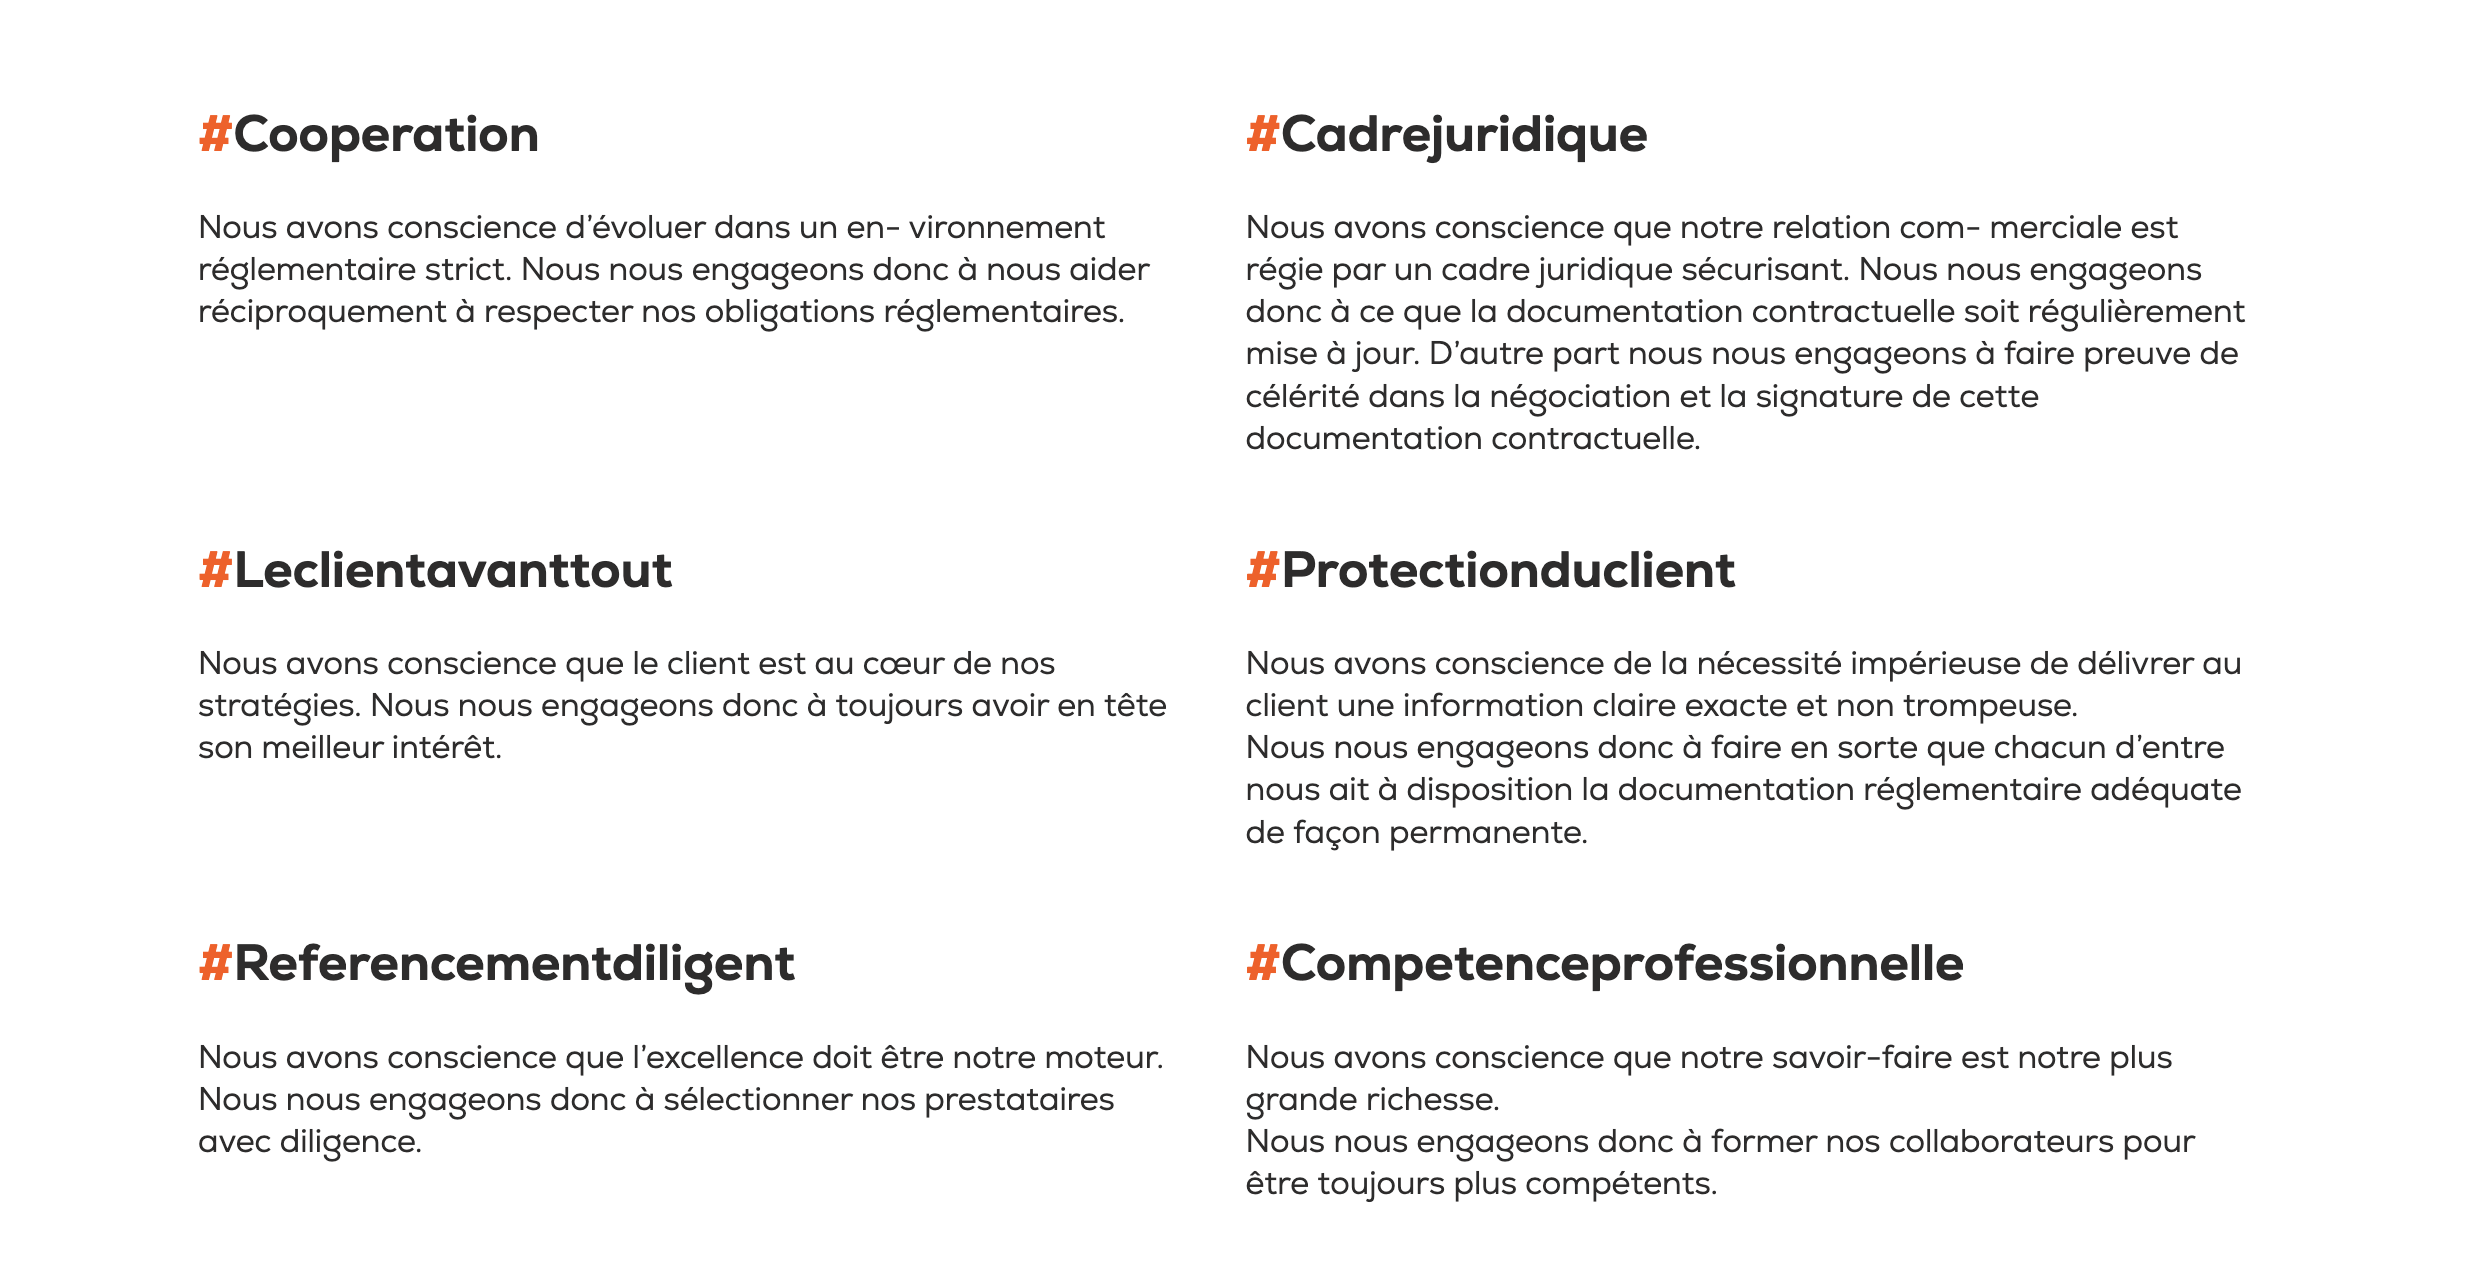 #Cooperation
Nous avons conscience d’évoluer dans un en- vironnement
réglementaire strict. Nous nous engageons donc à nous aider
réciproquement à respecter nos obligations réglementaires.
#Cadrejuridique
Nous avons conscience que notre relation com- merciale est
régie par un cadre juridique sécurisant. Nous nous engageons
donc à ce que la documentation contractuelle soit régulièrement
mise à jour. D’autre part nous nous engageons à faire preuve de
célérité dans la négociation et la signature de cette
documentation contractuelle.
#Leclientavanttout
Nous avons conscience que le client est au cœur de nos
stratégies. Nous nous engageons donc à toujours avoir en tête
son meilleur intérêt.
#Protectionduclient
Nous avons conscience de la nécessité impérieuse de délivrer au
client une information claire exacte et non trompeuse.
Nous nous engageons donc à faire en sorte que chacun d’entre
nous ait à disposition la documentation réglementaire adéquate
de façon permanente.
#Referencementdiligent
Nous avons conscience que l’excellence doit être notre moteur.
Nous nous engageons donc à sélectionner nos prestataires
avec diligence.
#Competenceprofessionnelle
Nous avons conscience que notre savoir-faire est notre plus
grande richesse.
Nous nous engageons donc à former nos collaborateurs pour
être toujours plus compétents.